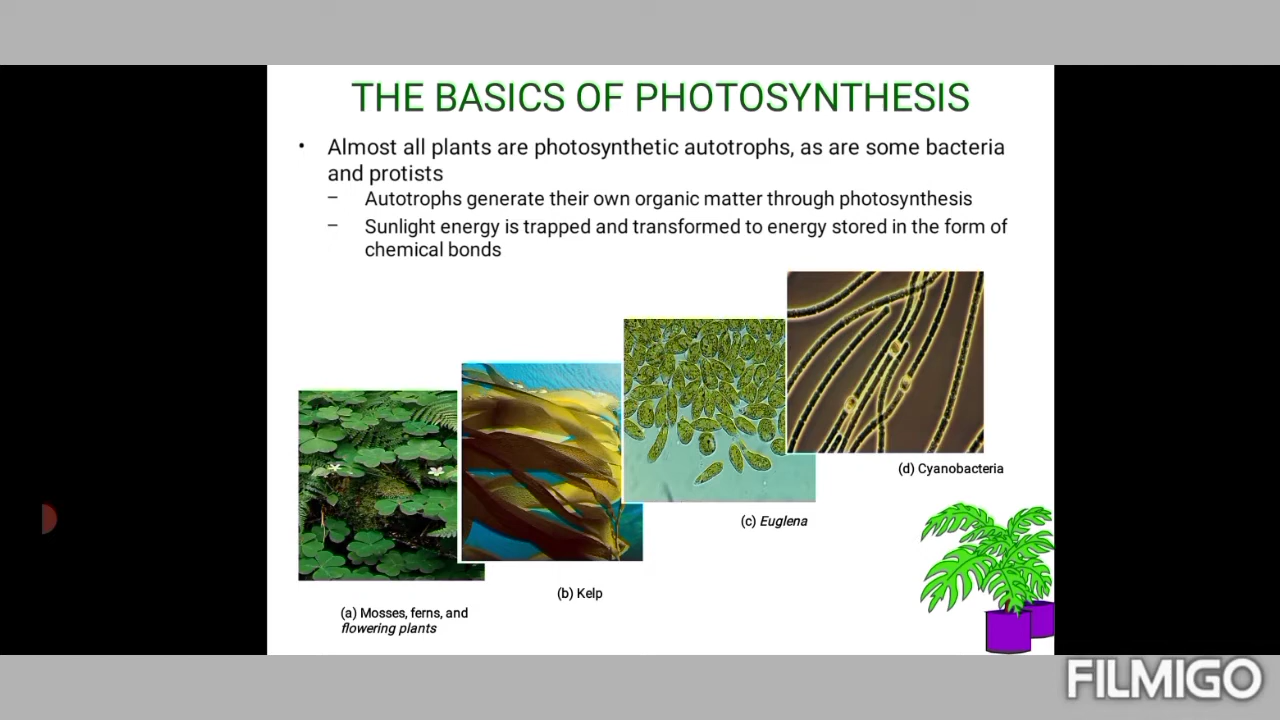 THE BASICS OF PHOTOSYNTHESIS
• Almost all plants are photosynthetic autotrophs, as are some bacteria
and protists
– Autotrophs generate their own organic matter through photosynthesis
– Sunlight energy is trapped and transformed to energy stored in the form of
chemical bonds
(a) Mosses, ferns, and
flowering plants
(b) Kelp
(c) Euglena
(d) Cyanobacteria
FILMIGO